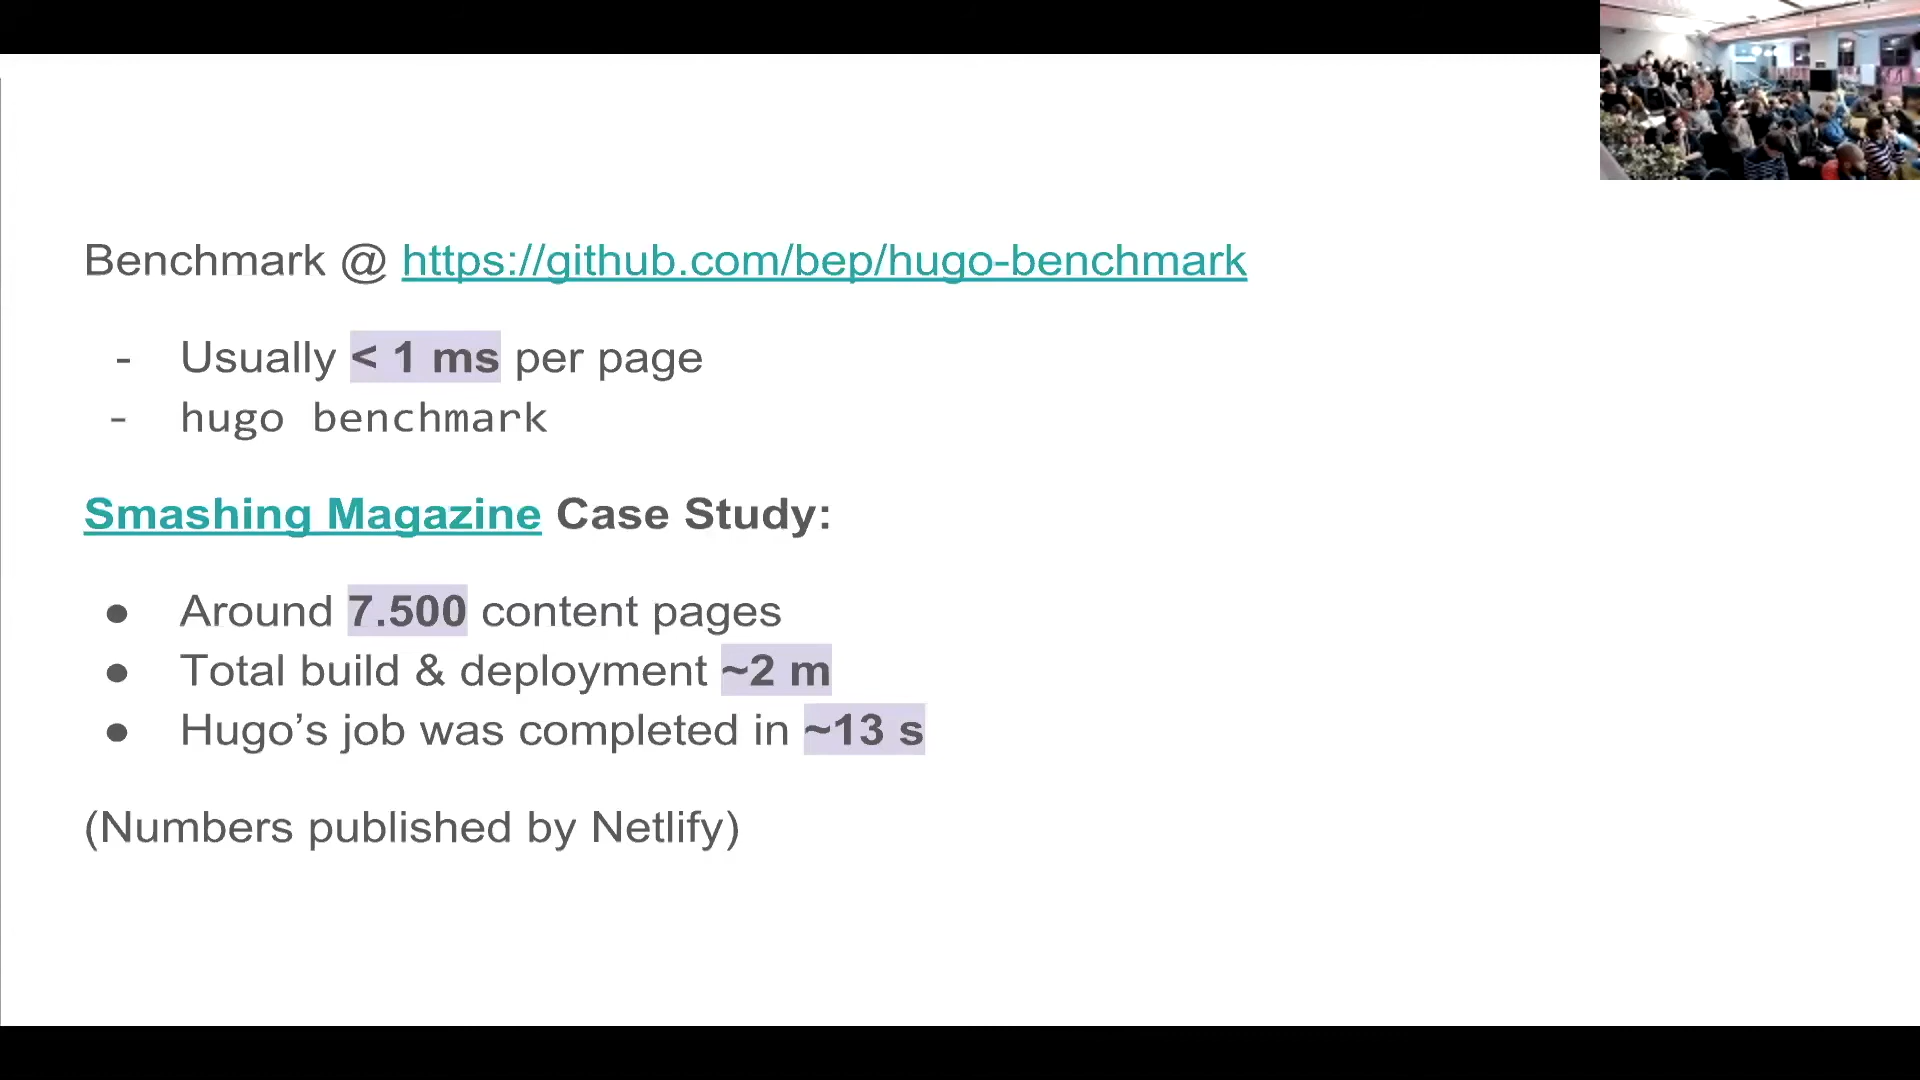 Benchmark @ https://github.com/bep/hugo-benchmark
- Usually < 1 ms per page
- hugo benchmark
Smashing Magazine Case Study:
● Around 7.500 content pages
● Total build & deployment ~2 m
● Hugo’s job was completed in ~13 s
(Numbers published by Netlify)